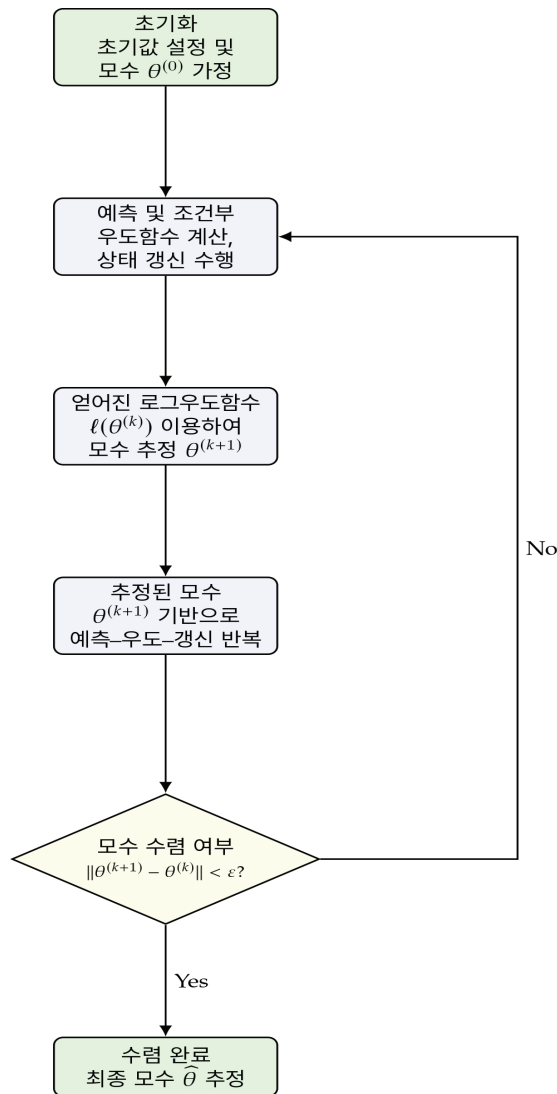 초기화
초기값 설정 및
모수 θ^(0) 가정
예측 및 조건부
우도함수 계산,
상태 갱신 수행
얻어진 로그우도함수
ℓ(θ^(k)) 이용하여
모수 추정 θ^(k+1)
추정된 모수
θ^(k+1) 기반으로
예측–우도–갱신 반복
No
모수 수렴 여부
‖θ^(k+1) − θ^(k)‖ < ε?
Yes
수렴 완료
최종 모수 θ̂ 추정